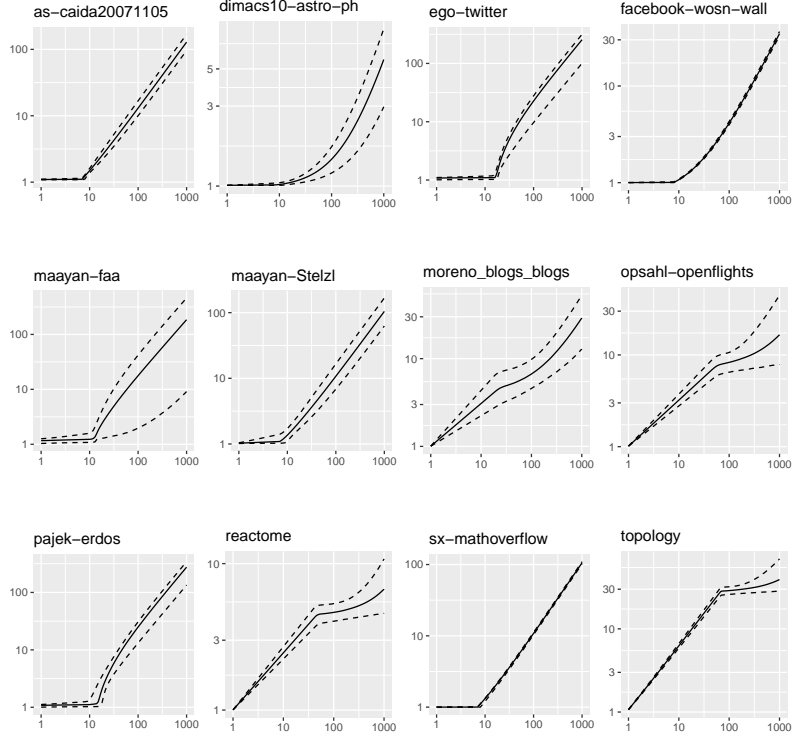 as−caida20071105
100
10
1
1 10 100 1000
dimacs10−astro−ph
5
3
1
1 10 100 1000
ego−twitter
100
10
1
1 10 100 1000
facebook−wosn−wall
30
10
3
1
1 10 100 1000
maayan−faa
100
10
1
1 10 100 1000
maayan−Stelzl
100
10
1
1 10 100 1000
moreno_blogs_blogs
30
10
3
1
1 10 100 1000
opsahl−openflights
30
10
3
1
1 10 100 1000
pajek−erdos
100
10
1
1 10 100 1000
reactome
10
3
1
1 10 100 1000
sx−mathoverflow
100
10
1
1 10 100 1000
topology
30
10
3
1
1 10 100 1000